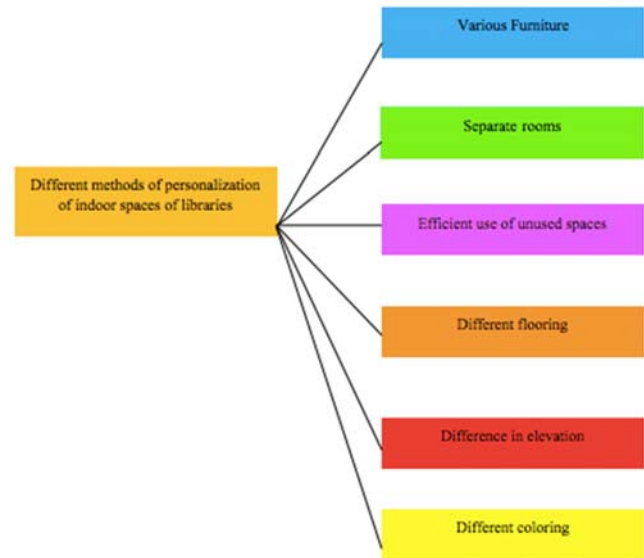 Various Furniture
Separate rooms
Different methods of personalization
of indoor spaces of libraries
Efficient use of unused spaces
Different flooring
Difference in elevation
Different coloring